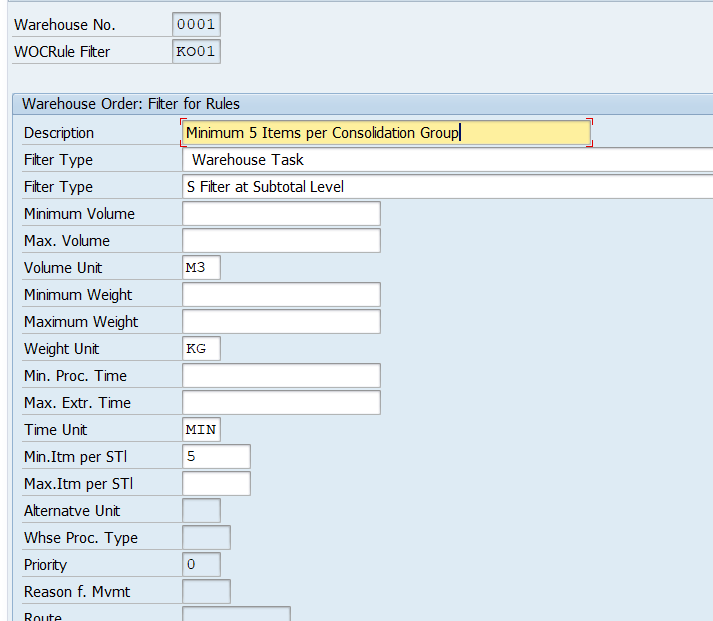 Warehouse No. 0001
WOCRule Filter KO01
Warehouse Order: Filter for Rules
Description Minimum 5 Items per Consolidation Group
Filter Type Warehouse Task
Filter Type S Filter at Subtotal Level
Minimum Volume
Max. Volume
Volume Unit M3
Minimum Weight
Maximum Weight
Weight Unit KG
Min. Proc. Time
Max. Extr. Time
Time Unit MIN
Min.Itm per STl 5
Max.Itm per STl
Alternatve Unit
Whse Proc. Type
Priority 0
Reason f. Mvmt
Route